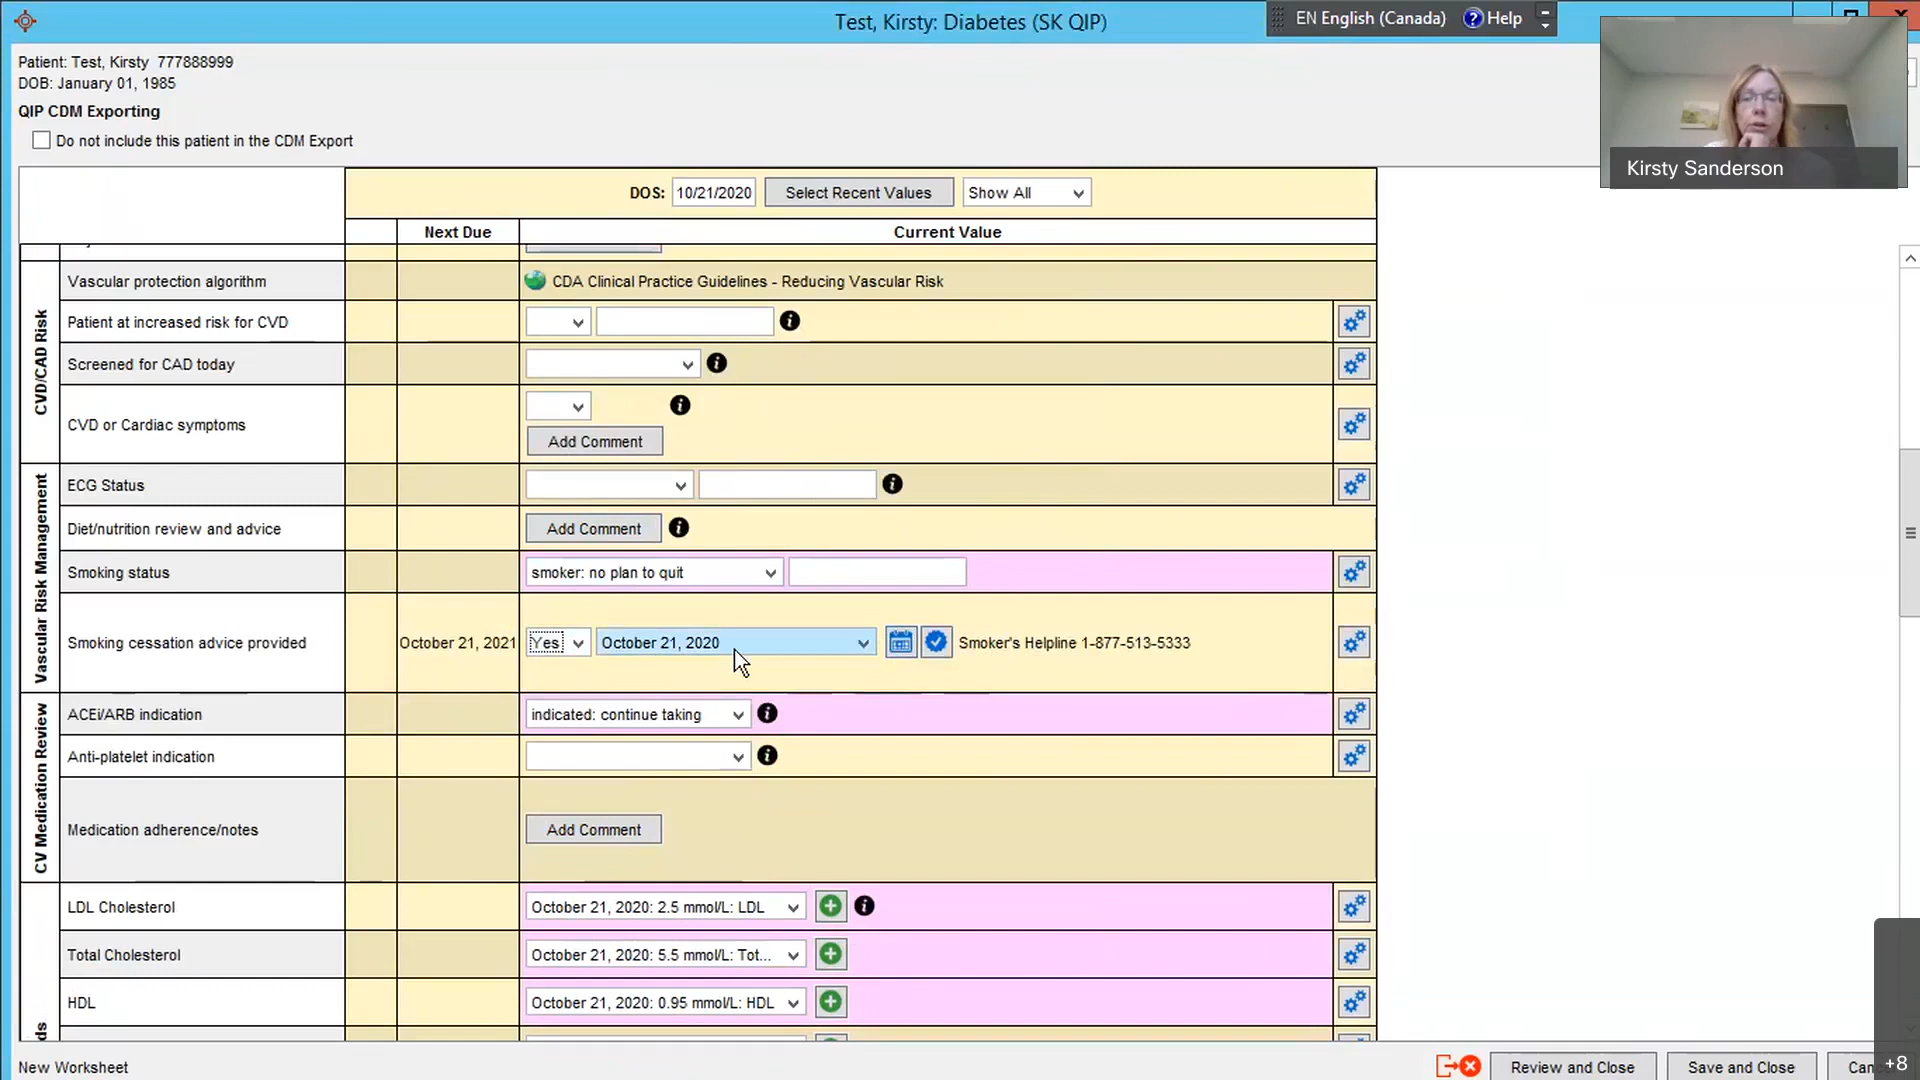 Test, Kirsty: Diabetes (SK QIP)
EN English (Canada) Help
Patient: Test, Kirsty 777888999
DOB: January 01, 1985
QIP CDM Exporting
Do not include this patient in the CDM Export
Kirsty Sanderson
DOS: 10/21/2020 Select Recent Values Show All
Next Due Current Value
CVD/CAD Risk
Vascular protection algorithm CDA Clinical Practice Guidelines - Reducing Vascular Risk
Patient at increased risk for CVD
Screened for CAD today
CVD or Cardiac symptoms
Add Comment
Vascular Risk Management
ECG Status
Diet/nutrition review and advice Add Comment
Smoking status smoker: no plan to quit
Smoking cessation advice provided October 21, 2021 Yes October 21, 2020 Smoker's Helpline 1-877-513-5333
CV Medication Review
ACEi/ARB indication indicated: continue taking
Anti-platelet indication
Medication adherence/notes Add Comment
LDL Cholesterol October 21, 2020: 2.5 mmol/L: LDL
Total Cholesterol October 21, 2020: 5.5 mmol/L: Tot...
HDL October 21, 2020: 0.95 mmol/L: HDL
ds
New Worksheet Review and Close Save and Close +8